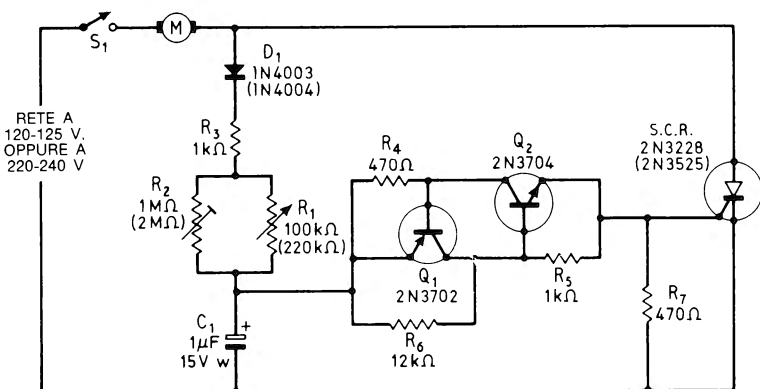 S1
M
D1
1N4003
(1N4004)
RETE A
120-125 V.
OPPURE A
220-240 V
R3
1kΩ
R2
1MΩ
(2MΩ)
R1
100kΩ
(220kΩ)
C1
1μF
15V w
+
R4
470Ω
Q2
2N3704
Q1
2N3702
R5
1kΩ
R6
12kΩ
S.C.R.
2N3228
(2N3525)
R7
470Ω